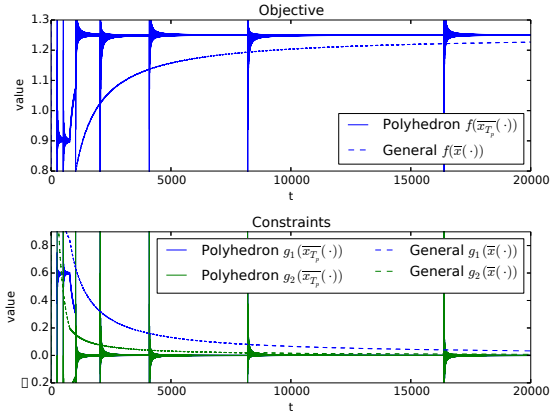 Objective
1.3
1.2
1.1
1.0
0.9
0.8
value
Polyhedron f(x̅_{T_p}(·))
General f(x̅(·))
0 5000 10000 15000 20000
t
Constraints
0.8
0.6
0.4
0.2
0.0
▯ 0.2
value
Polyhedron g₁(x̅_{T_p}(·)) General g₁(x̅(·))
Polyhedron g₂(x̅_{T_p}(·)) General g₂(x̅(·))
0 5000 10000 15000 20000
t